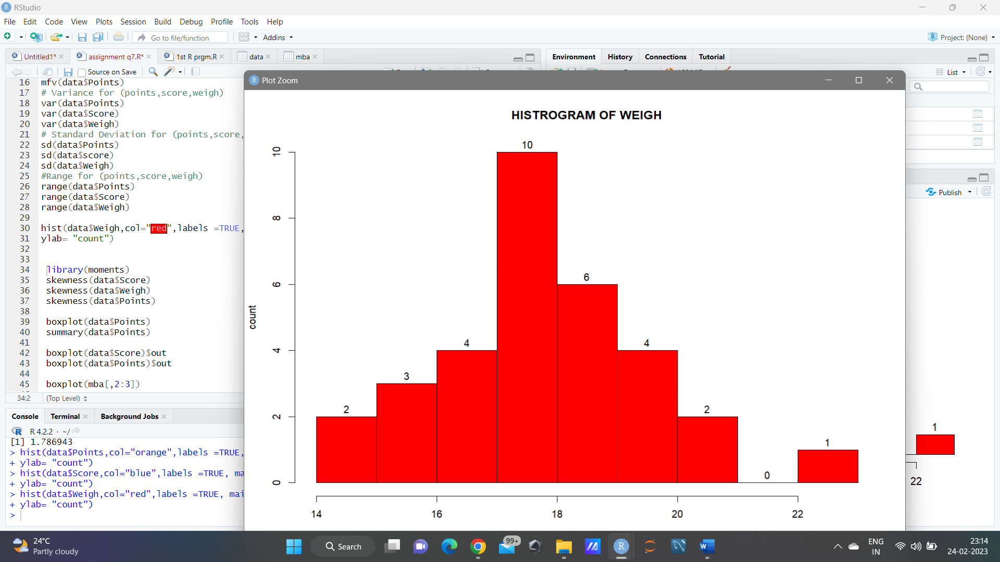 RStudio
File Edit Code View Plots Session Build Debug Profile Tools Help
Go to file/function Addins Project: (None)
Untitled1* assignment q7.R* 1st R prgm.R data mba
Environment History Connections Tutorial
Source on Save
List
16 mfv(data$Points)
17 # Variance for (points,score,weigh)
18 var(data$Points)
19 var(data$Score)
20 var(data$Weigh)
21 # Standard Deviation for (points,score,
22 sd(data$Points)
23 sd(data$score)
24 sd(data$Weigh)
25 #Range for (points,score,weigh)
26 range(data$Points)
27 range(data$Score)
28 range(data$Weigh)
29
30 hist(data$Weigh,col="red",labels =TRUE,
31 ylab= "count")
32
33
34 library(moments)
35 skewness(data$Score)
36 skewness(data$Weigh)
37 skewness(data$Points)
38
39 boxplot(data$Points)
40 summary(data$Points)
41
42 boxplot(data$Score)$out
43 boxplot(data$Points)$out
44
45 boxplot(mba[,2:3])
34:2 (Top Level)
Console Terminal Background Jobs
R 4.2.2 · ~/
[1] 1.786943
> hist(data$Points,col="orange",labels =TRUE,
+ ylab= "count")
> hist(data$Score,col="blue",labels =TRUE, ma
+ ylab= "count")
> hist(data$Weigh,col="red",labels =TRUE, mai
+ ylab= "count")
>
Plot Zoom
HISTROGRAM OF WEIGH
count
0 2 4 6 8 10
2 3 4 10 6 4 2 0 1
14 16 18 20 22
Publish
1
22
24°C
Partly cloudy
Search
99+
ENG
IN
23:14
24-02-2023